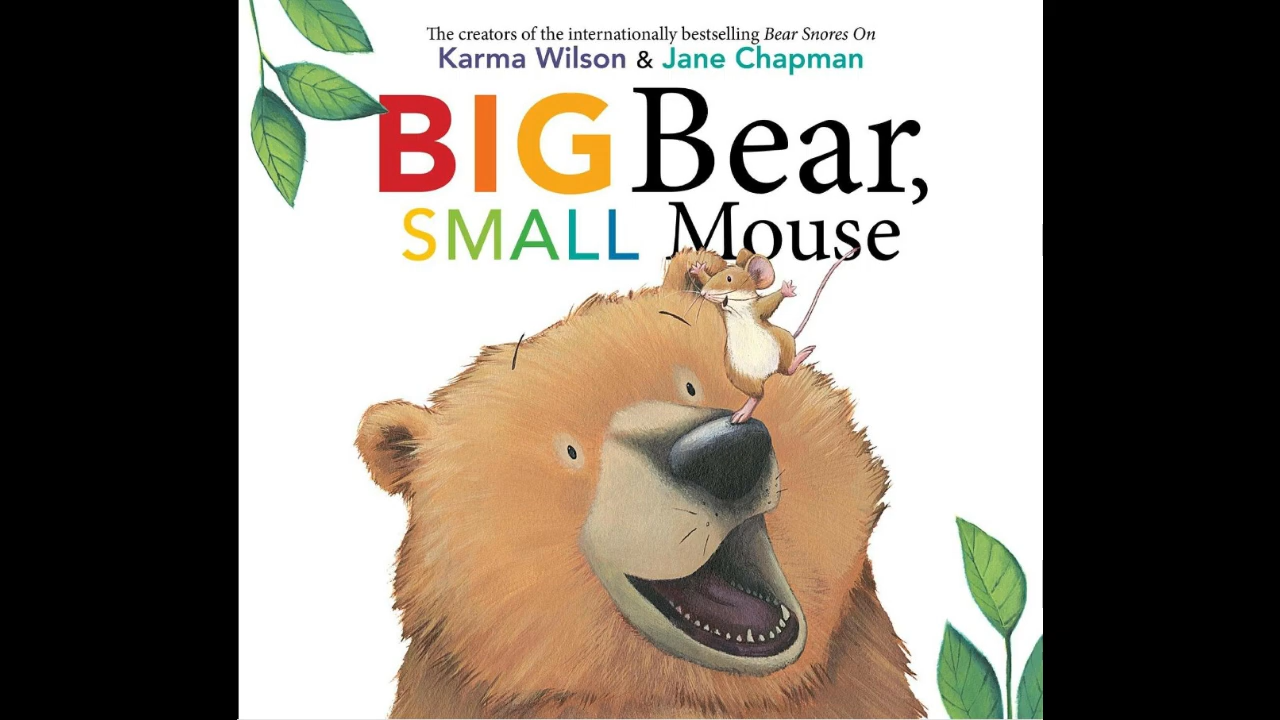 The creators of the internationally bestselling Bear Snores On
Karma Wilson & Jane Chapman
BIG Bear,
SMALL Mouse